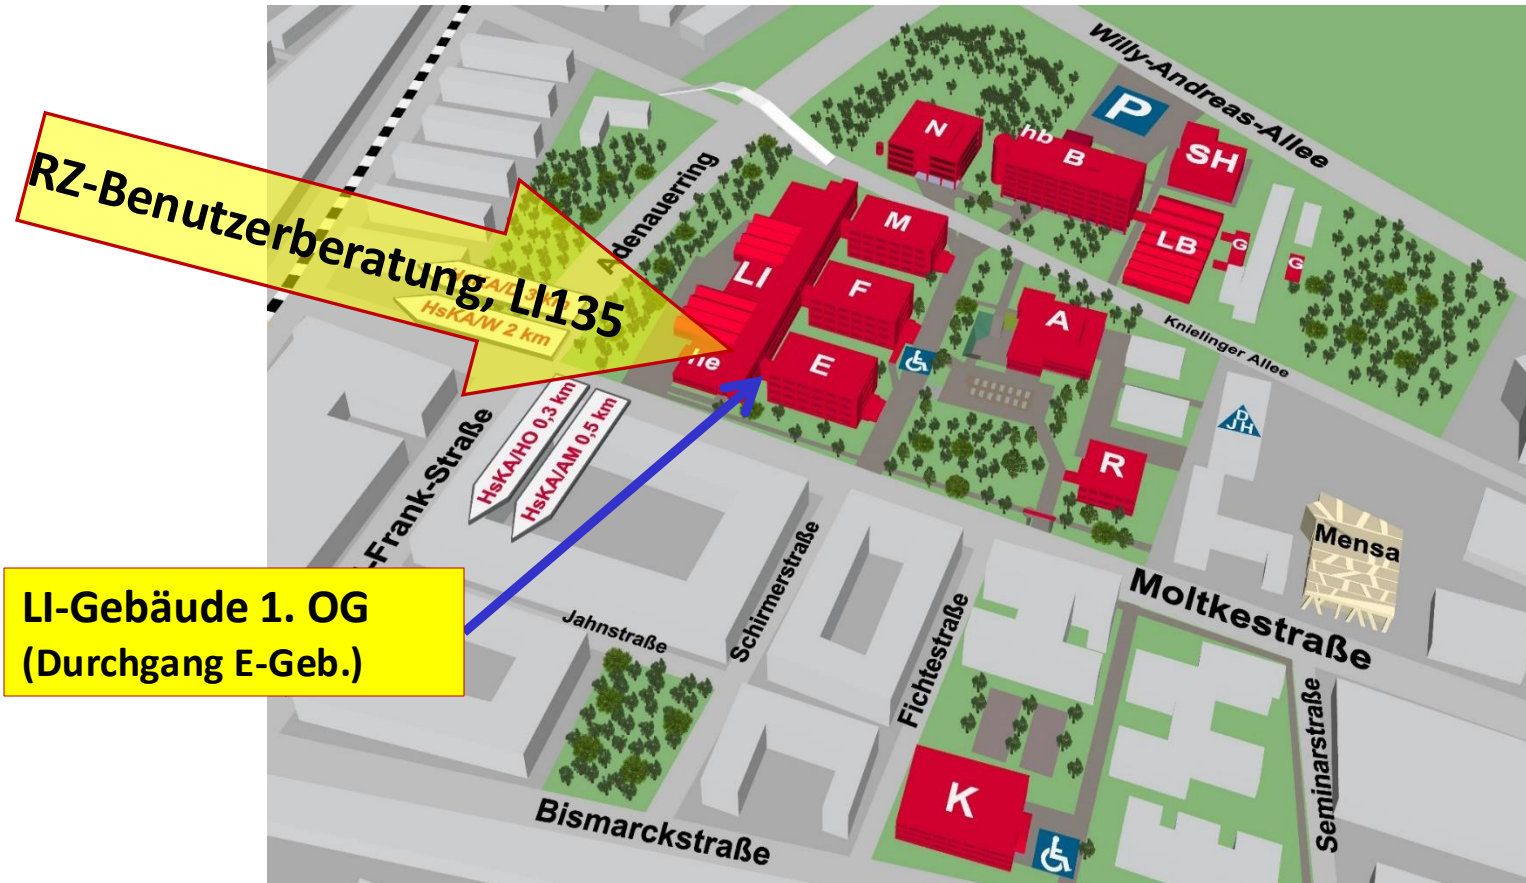 Willy-Andreas-Allee
P
N
hb
B
SH
RZ-Benutzerberatung, LI135
Adenauerring
M
LB
G
G
LI
F
HsKA/W 2 km
A
Knielinger Allee
he
E
HsKA/HO 0,3 km
HsKA/AM 0,5 km
D
JH
-Frank-Straße
R
Mensa
LI-Gebäude 1. OG
(Durchgang E-Geb.)
Jahnstraße
Schirmerstraße
Fichtestraße
Moltkestraße
Seminarstraße
K
Bismarckstraße